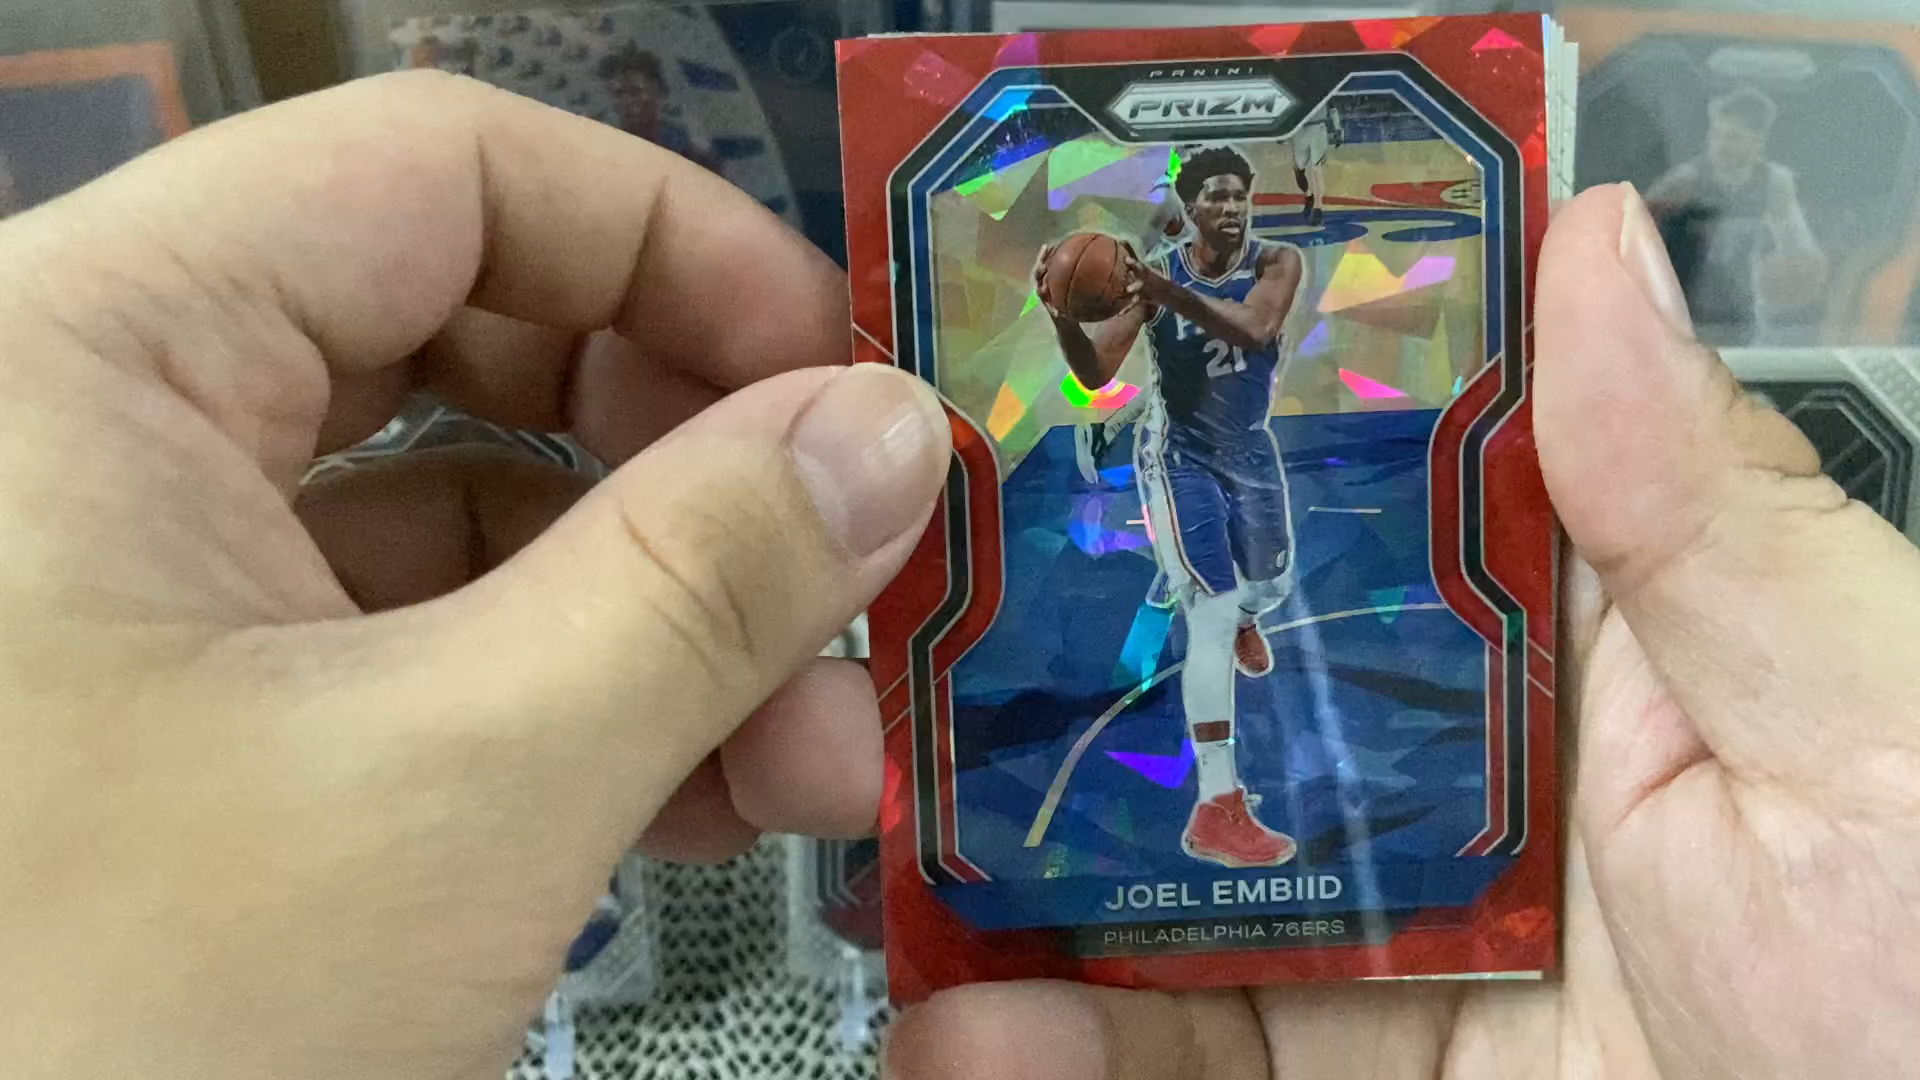 PANINI
PRIZM
21
JOEL EMBIID
PHILADELPHIA 76ERS